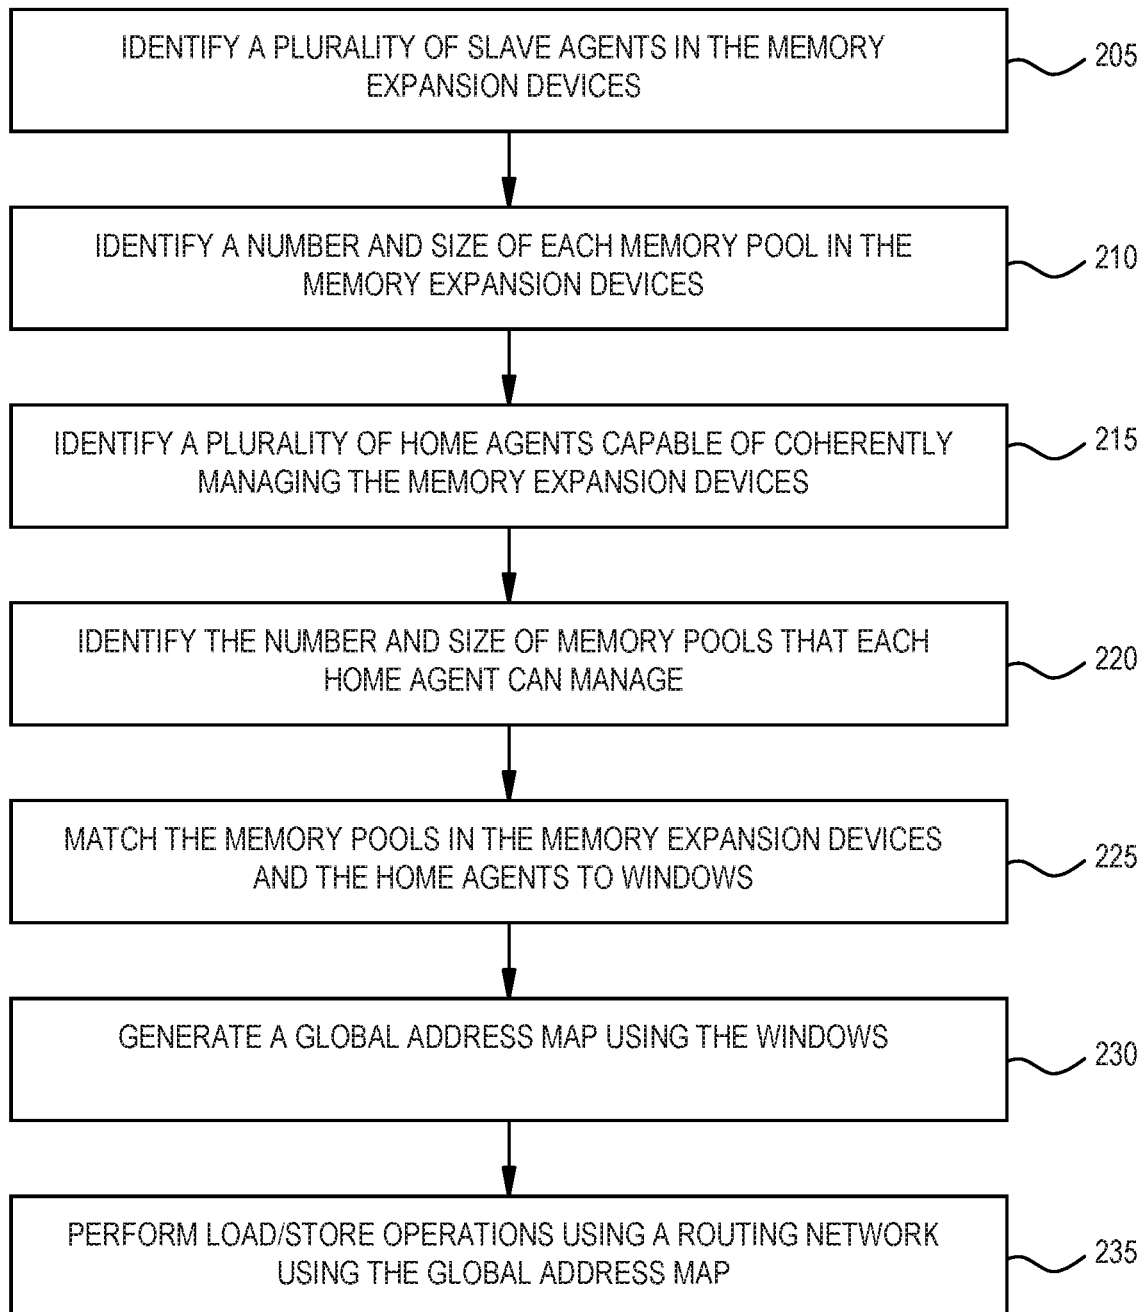 IDENTIFY A PLURALITY OF SLAVE AGENTS IN THE MEMORY
EXPANSION DEVICES
205
IDENTIFY A NUMBER AND SIZE OF EACH MEMORY POOL IN THE
MEMORY EXPANSION DEVICES
210
IDENTIFY A PLURALITY OF HOME AGENTS CAPABLE OF COHERENTLY
MANAGING THE MEMORY EXPANSION DEVICES
215
IDENTIFY THE NUMBER AND SIZE OF MEMORY POOLS THAT EACH
HOME AGENT CAN MANAGE
220
MATCH THE MEMORY POOLS IN THE MEMORY EXPANSION DEVICES
AND THE HOME AGENTS TO WINDOWS
225
GENERATE A GLOBAL ADDRESS MAP USING THE WINDOWS
230
PERFORM LOAD/STORE OPERATIONS USING A ROUTING NETWORK
USING THE GLOBAL ADDRESS MAP
235